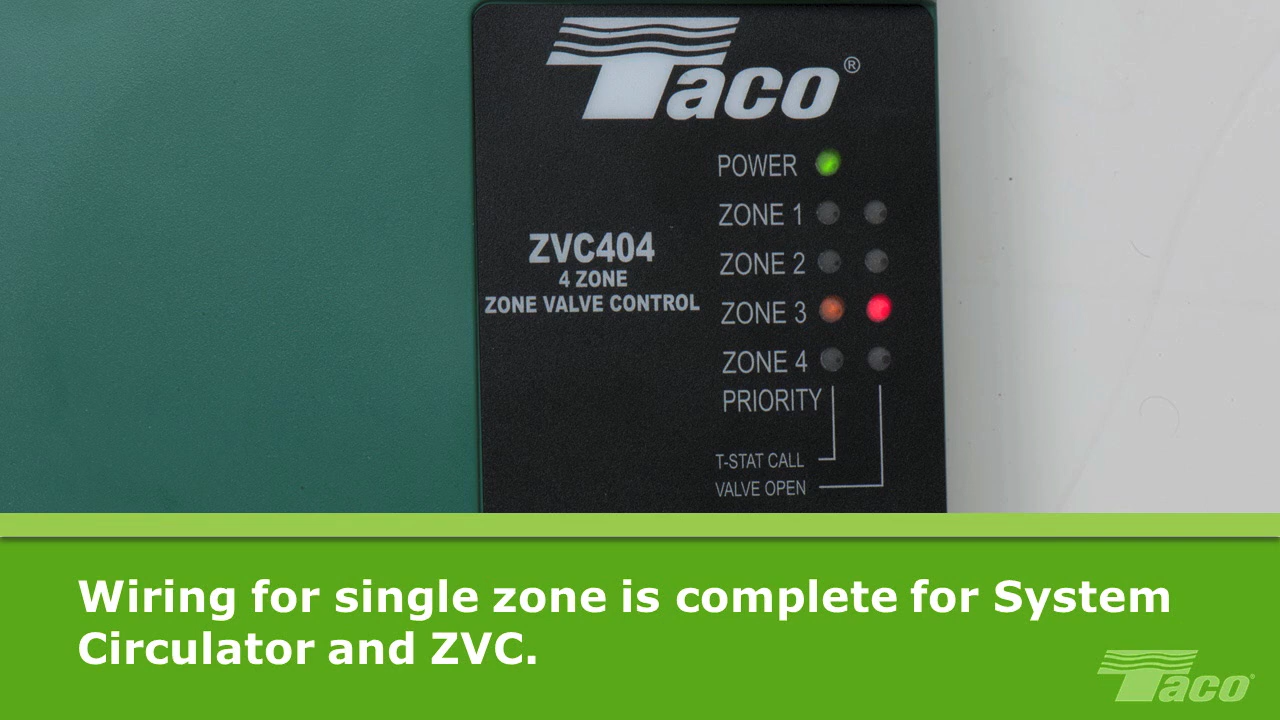 Taco®
POWER
ZONE 1
ZVC404
4 ZONE
ZONE VALVE CONTROL
ZONE 2
ZONE 3
ZONE 4
PRIORITY
T-STAT CALL
VALVE OPEN
Wiring for single zone is complete for System
Circulator and ZVC.
Taco®